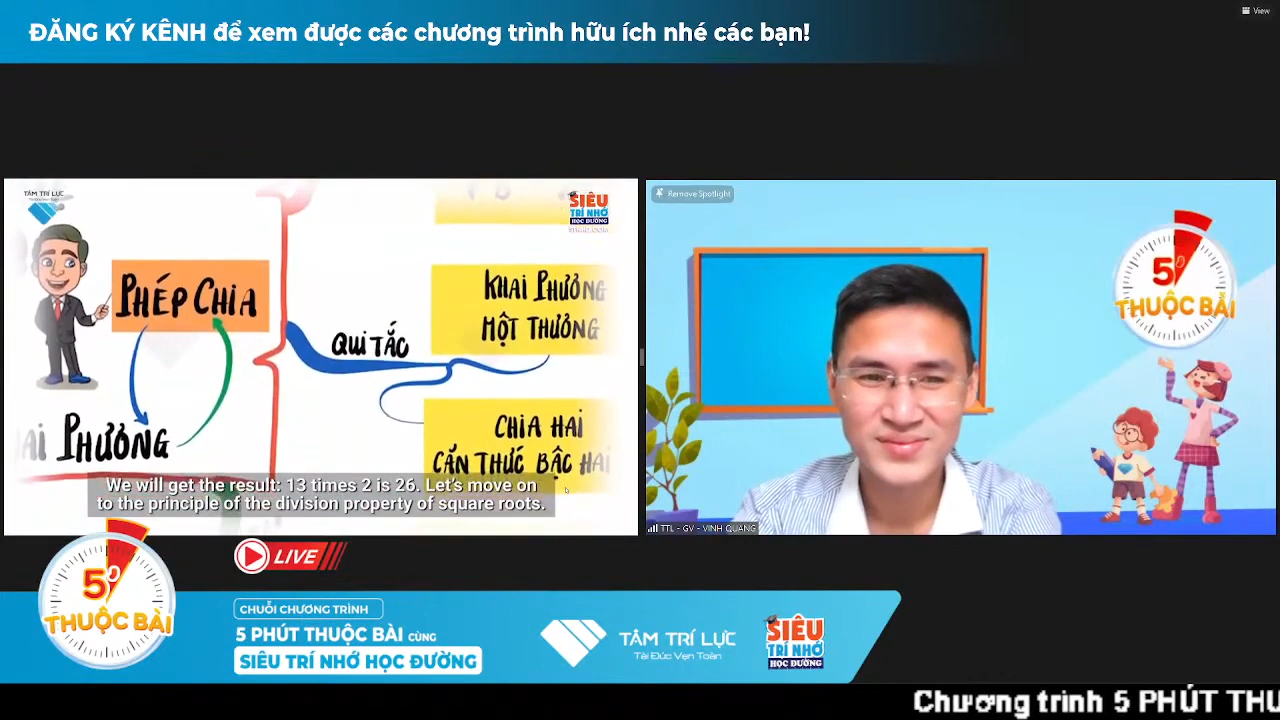 ĐĂNG KÝ KÊNH để xem được các chương trình hữu ích nhé các bạn!
View
TÂM TRÍ LỰC
SIÊU
TRÍ NHỚ
HỌC ĐƯỜNG
PHÉP CHIA
QUI TẮC
KHAI PHƯƠNG
MỘT THƯƠNG
CHIA HAI
CĂN THỨC BẬC HAI
AI PHƯƠNG
We will get the result: 13 times 2 is 26. Let's move on
to the principle of the division property of square roots.
Remove Spotlight
5'
THUỘC BÀI
TTL - GV - VINH QUANG
LIVE
5'
THUỘC BÀI
CHUỖI CHƯƠNG TRÌNH
5 PHÚT THUỘC BÀI CÙNG
SIÊU TRÍ NHỚ HỌC ĐƯỜNG
TÂM TRÍ LỰC
Tài Đức Vẹn Toàn
SIÊU
TRÍ NHỚ
HỌC ĐƯỜNG
Chương trình 5 PHÚT THU